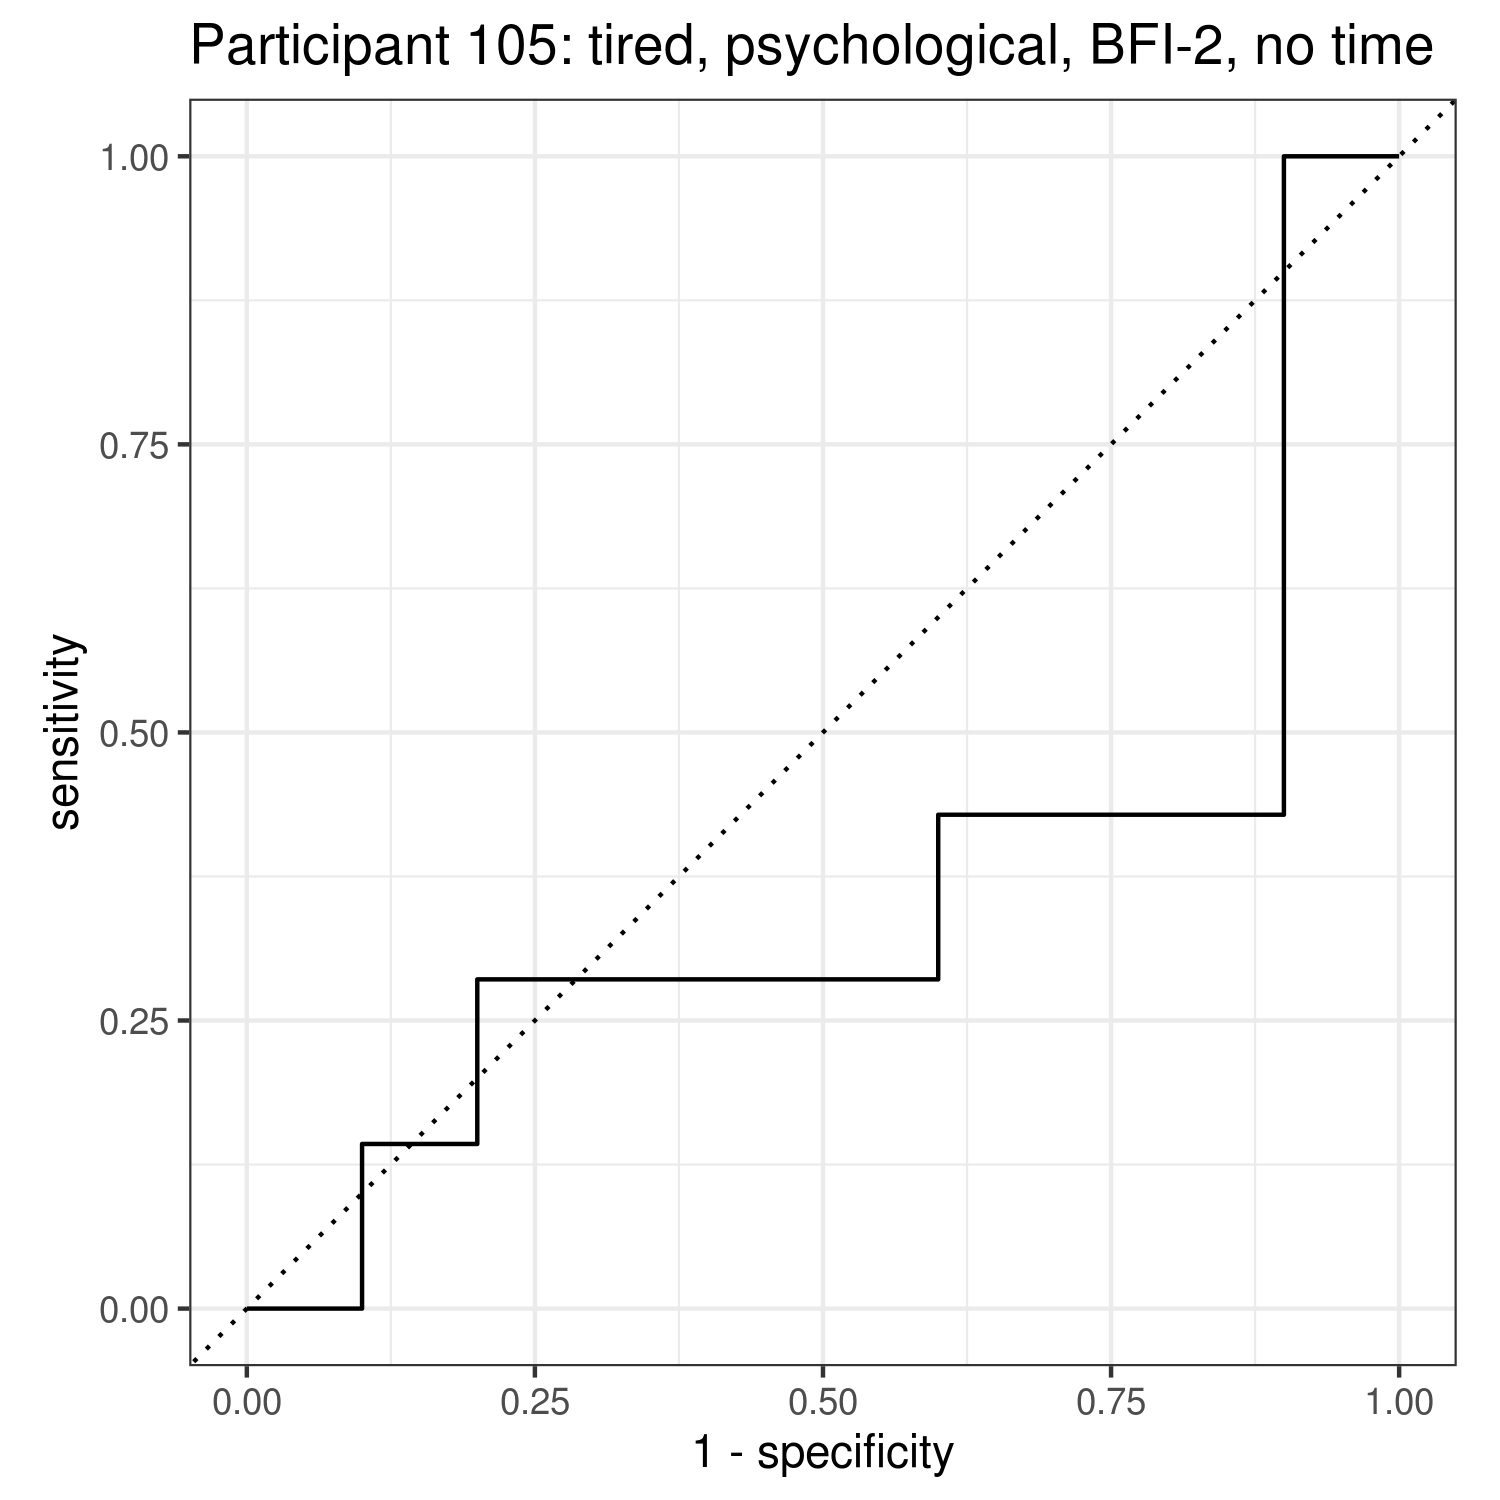 Participant 105: tired, psychological, BFI-2, no time
1.00
0.75
0.50
0.25
0.00
sensitivity
0.00 0.25 0.50 0.75 1.00
1 - specificity